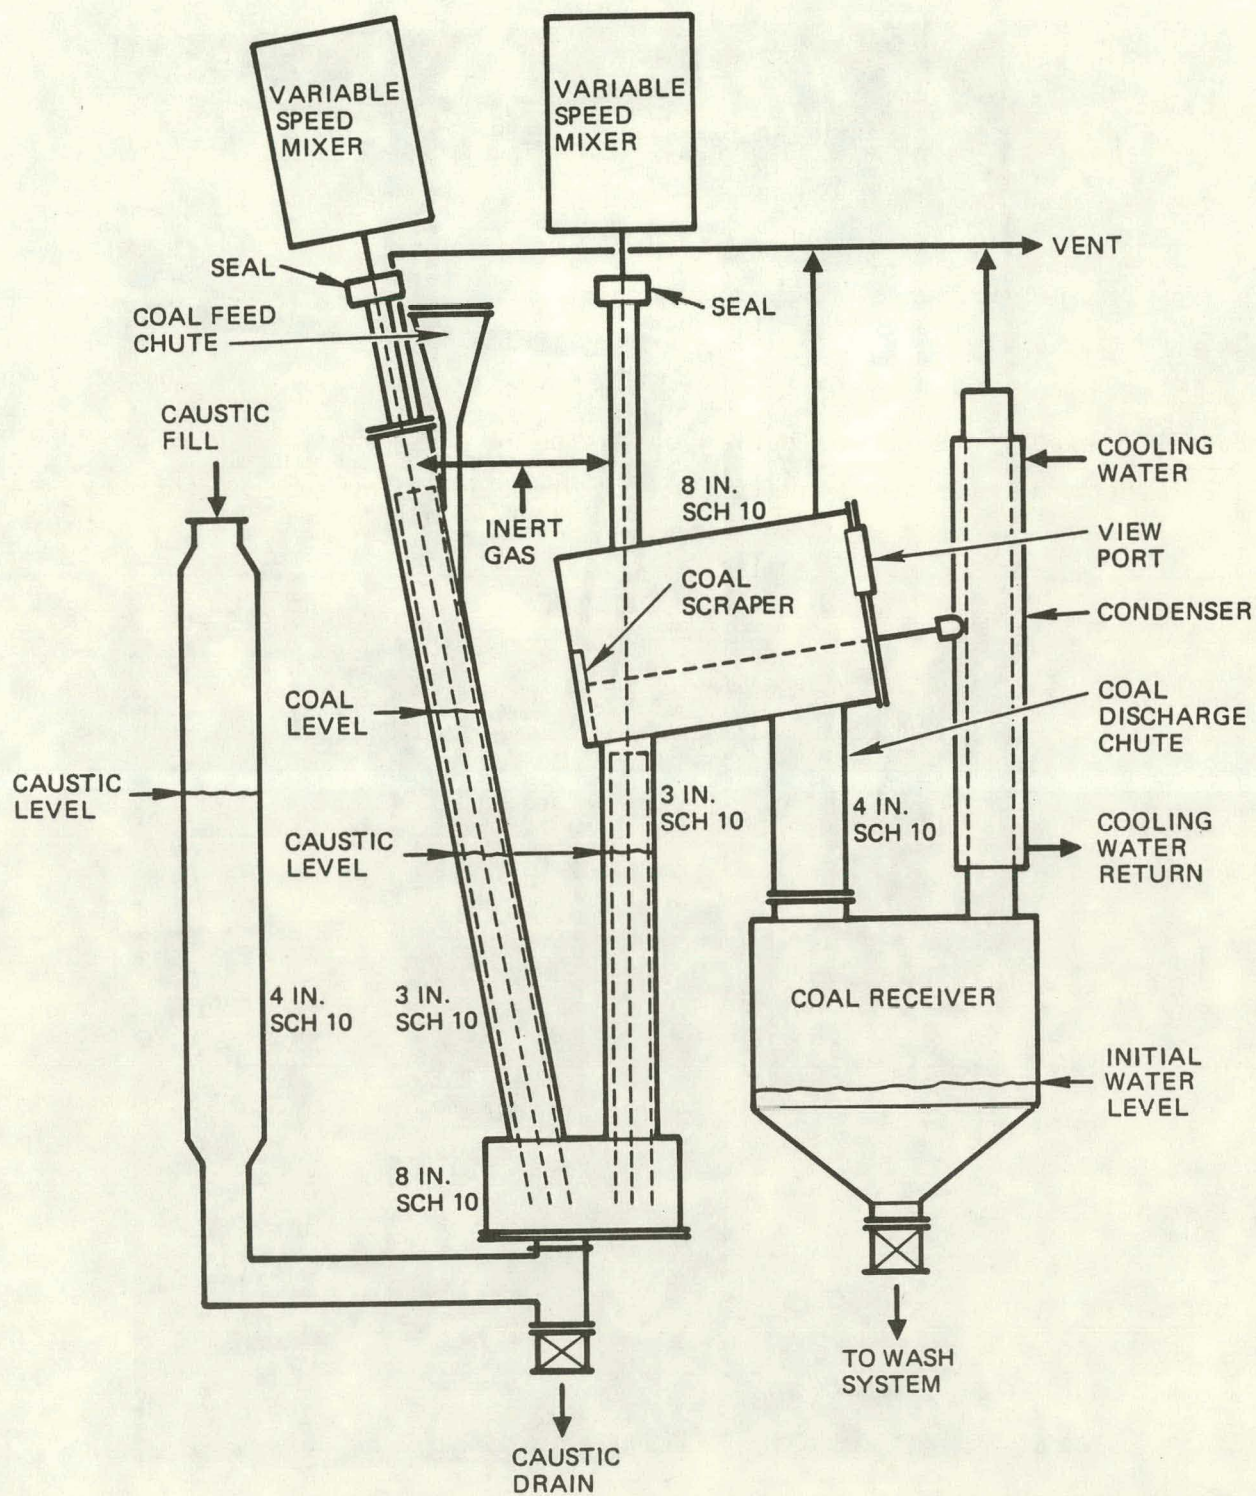 VARIABLE
SPEED
MIXER
VARIABLE
SPEED
MIXER
VENT
SEAL
SEAL
COAL FEED
CHUTE
CAUSTIC
FILL
COOLING
WATER
8 IN.
SCH 10
INERT
GAS
VIEW
PORT
COAL
SCRAPER
CONDENSER
COAL
LEVEL
COAL
DISCHARGE
CHUTE
CAUSTIC
LEVEL
3 IN.
SCH 10
4 IN.
SCH 10
CAUSTIC
LEVEL
COOLING
WATER
RETURN
4 IN.
SCH 10
3 IN.
SCH 10
COAL RECEIVER
INITIAL
WATER
LEVEL
8 IN.
SCH 10
TO WASH
SYSTEM
CAUSTIC
DRAIN